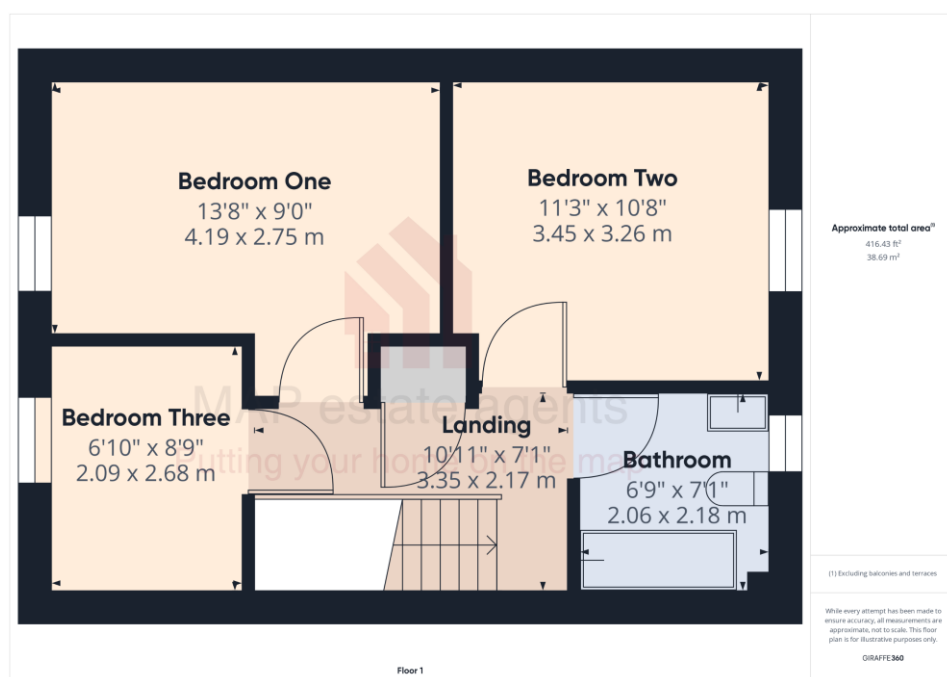 Bedroom One
13'8" x 9'0"
4.19 x 2.75 m
Bedroom Two
11'3" x 10'8"
3.45 x 3.26 m
Bedroom Three
6'10" x 8'9"
2.09 x 2.68 m
Landing
10'11" x 7'1"
3.35 x 2.17 m
Bathroom
6'9" x 7'1"
2.06 x 2.18 m
MAP estate agents
Putting your home on the map
Floor 1
Approximate total area⁽¹⁾
416.43 ft²
38.69 m²
(1) Excluding balconies and terraces
While every attempt has been made to
ensure accuracy, all measurements are
approximate, not to scale. This floor
plan is for illustrative purposes only.
GIRAFFE360